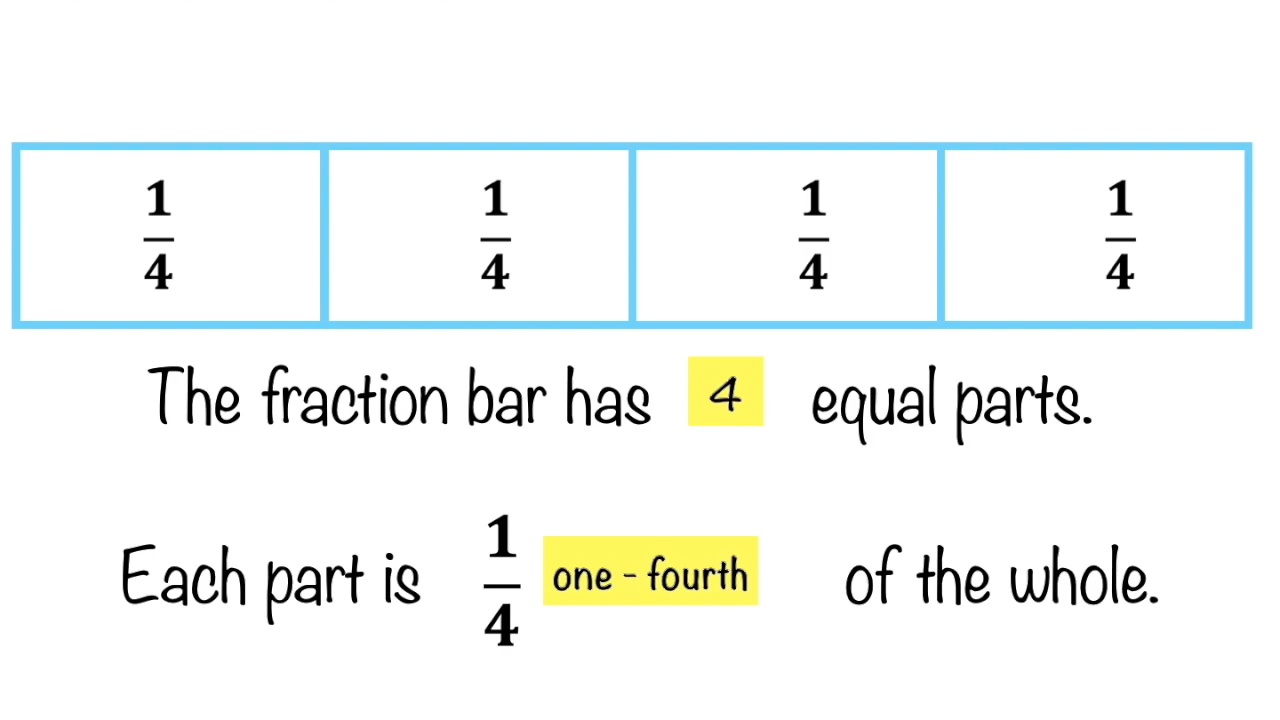 1/4 1/4 1/4 1/4
The fraction bar has 4 equal parts.
Each part is 1/4 one - fourth of the whole.